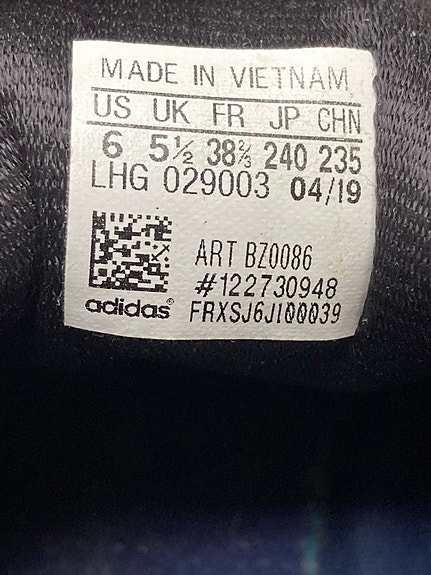 MADE IN VIETNAM
US UK FR JP CHN
6 5½ 38⅔ 240 235
LHG 029003 04/19
ART BZ0086
#122730948
adidas® FRXSJ6JI00039